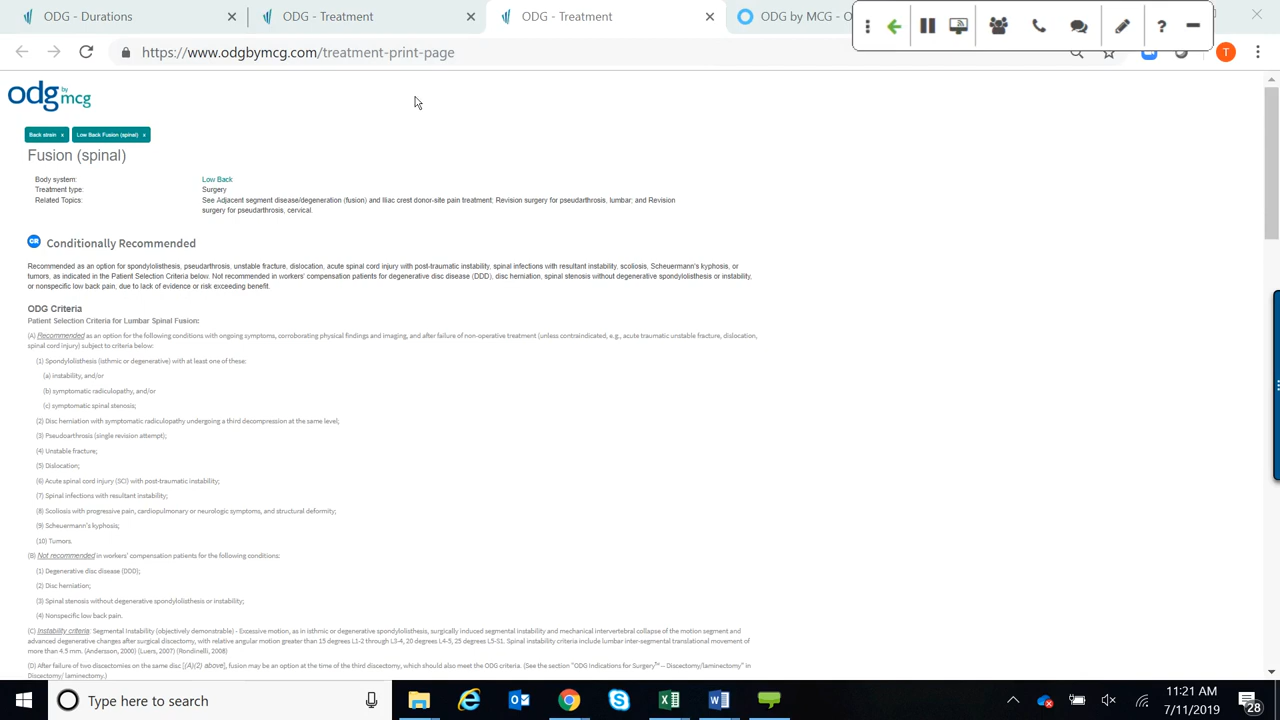 ODG - Durations
ODG - Treatment
ODG - Treatment
ODG by MCG - O
https://www.odgbymcg.com/treatment-print-page
T
?
odg by mcg
Back strain x
Low Back Fusion (spinal) x
Fusion (spinal)
Body system: Low Back
Treatment type: Surgery
Related Topics: See Adjacent segment disease/degeneration (fusion) and Iliac crest donor-site pain treatment; Revision surgery for pseudarthrosis, lumbar; and Revision
surgery for pseudarthrosis, cervical.
CR Conditionally Recommended
Recommended as an option for spondylolisthesis, pseudarthrosis, unstable fracture, dislocation, acute spinal cord injury with post-traumatic instability, spinal infections with resultant instability, scoliosis, Scheuermann's kyphosis, or
tumors, as indicated in the Patient Selection Criteria below. Not recommended in workers' compensation patients for degenerative disc disease (DDD), disc herniation, spinal stenosis without degenerative spondylolisthesis or instability,
or nonspecific low back pain, due to lack of evidence or risk exceeding benefit.
ODG Criteria
Patient Selection Criteria for Lumbar Spinal Fusion:
(A) Recommended as an option for the following conditions with ongoing symptoms, corroborating physical findings and imaging, and after failure of non-operative treatment (unless contraindicated, e.g., acute traumatic unstable fracture, dislocation,
spinal cord injury) subject to criteria below:
(1) Spondylolisthesis (isthmic or degenerative) with at least one of these:
(a) instability, and/or
(b) symptomatic radiculopathy, and/or
(c) symptomatic spinal stenosis;
(2) Disc herniation with symptomatic radiculopathy undergoing a third decompression at the same level;
(3) Pseudoarthrosis (single revision attempt);
(4) Unstable fracture;
(5) Dislocation;
(6) Acute spinal cord injury (SCI) with post-traumatic instability;
(7) Spinal infections with resultant instability;
(8) Scoliosis with progressive pain, cardiopulmonary or neurologic symptoms, and structural deformity;
(9) Scheuermann's kyphosis;
(10) Tumors.
(B) Not recommended in workers' compensation patients for the following conditions:
(1) Degenerative disc disease (DDD);
(2) Disc herniation;
(3) Spinal stenosis without degenerative spondylolisthesis or instability;
(4) Nonspecific low back pain.
(C) Instability criteria: Segmental Instability (objectively demonstrable) - Excessive motion, as in isthmic or degenerative spondylolisthesis, surgically induced segmental instability and mechanical intervertebral collapse of the motion segment and
advanced degenerative changes after surgical discectomy, with relative angular motion greater than 15 degrees L1-2 through L3-4, 20 degrees L4-5, 25 degrees L5-S1. Spinal instability criteria include lumbar inter-segmental translational movement of
more than 4.5 mm. (Andersson, 2000) (Luers, 2007) (Rondinelli, 2008)
(D) After failure of two discectomies on the same disc [(A)(2) above], fusion may be an option at the time of the third discectomy, which should also meet the ODG criteria. (See the section "ODG Indications for Surgery™ -- Discectomy/laminectomy" in
Discectomy/ laminectomy.)
Type here to search
11:21 AM
7/11/2019
28